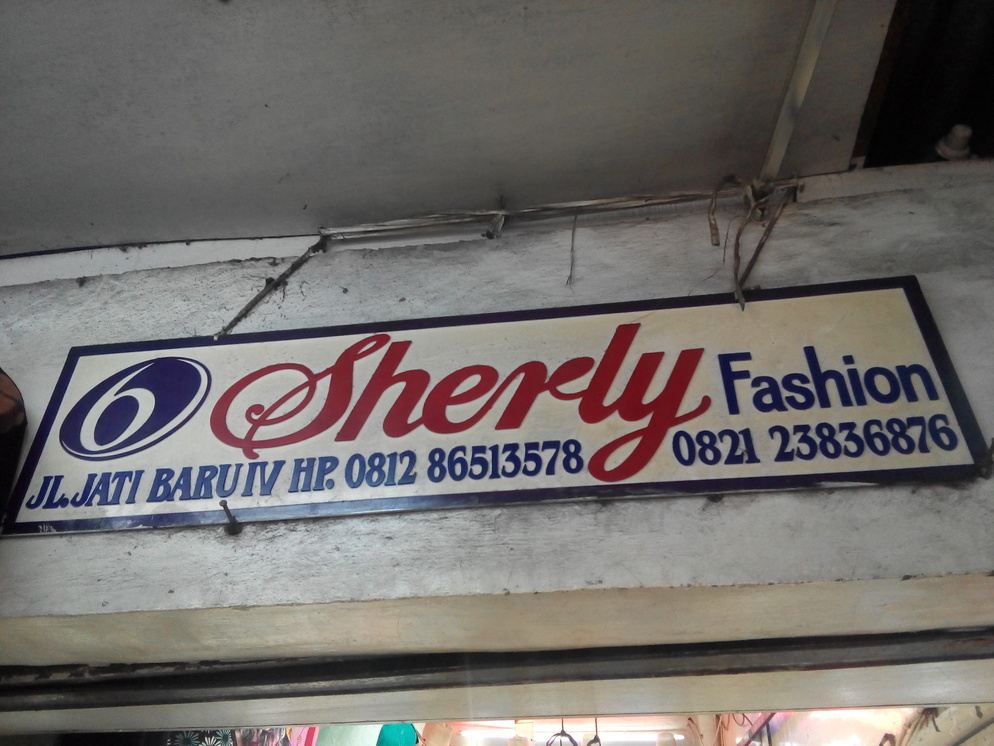 6 Sherly Fashion
JL. JATI BARU IV HP. 0812 86513578 0821 23836876